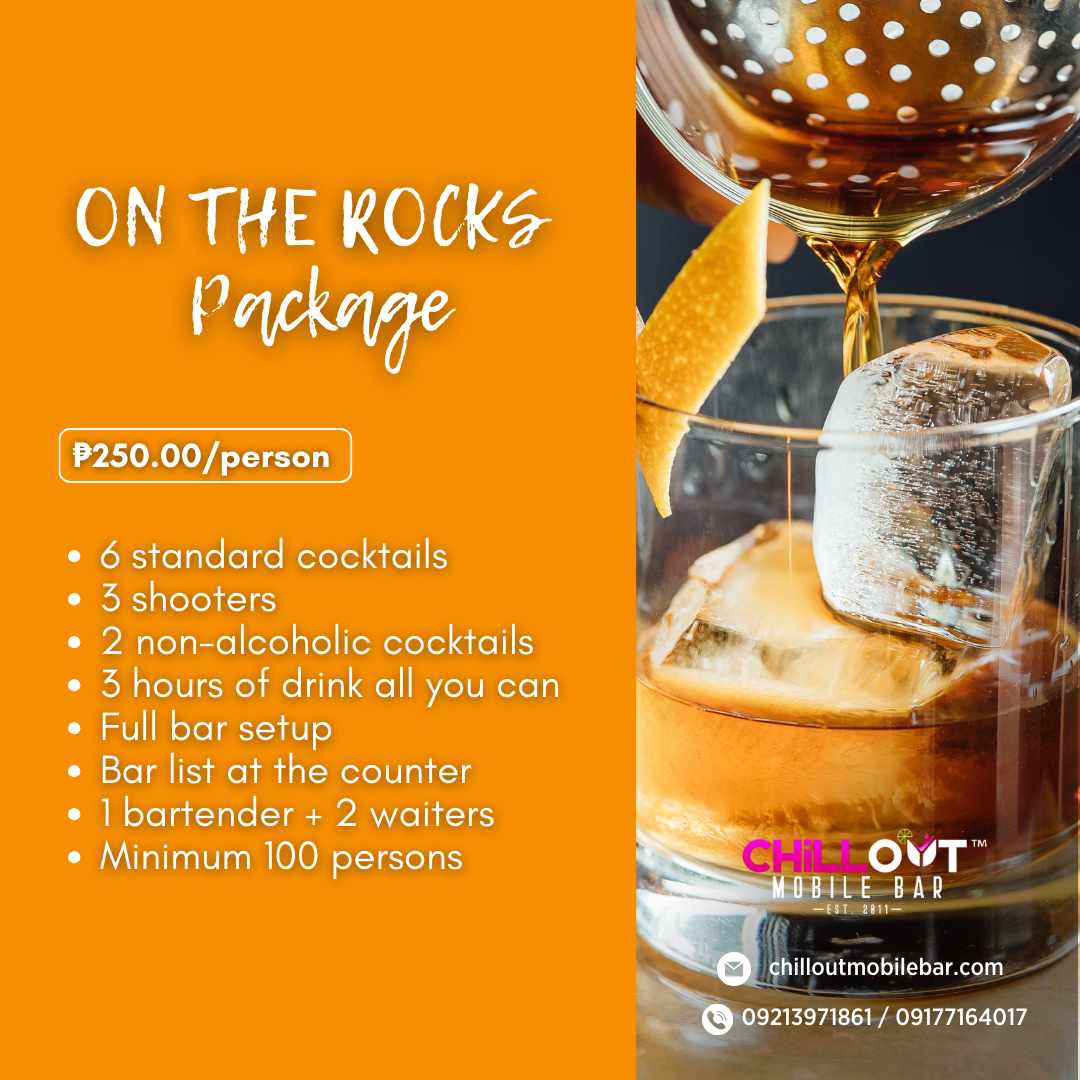 ON THE ROCKS
Package
₱250.00/person
• 6 standard cocktails
• 3 shooters
• 2 non-alcoholic cocktails
• 3 hours of drink all you can
• Full bar setup
• Bar list at the counter
• 1 bartender + 2 waiters
• Minimum 100 persons
CHiLLOUT™
MOBILE BAR
—EST. 2011—
chilloutmobilebar.com
09213971861 / 09177164017